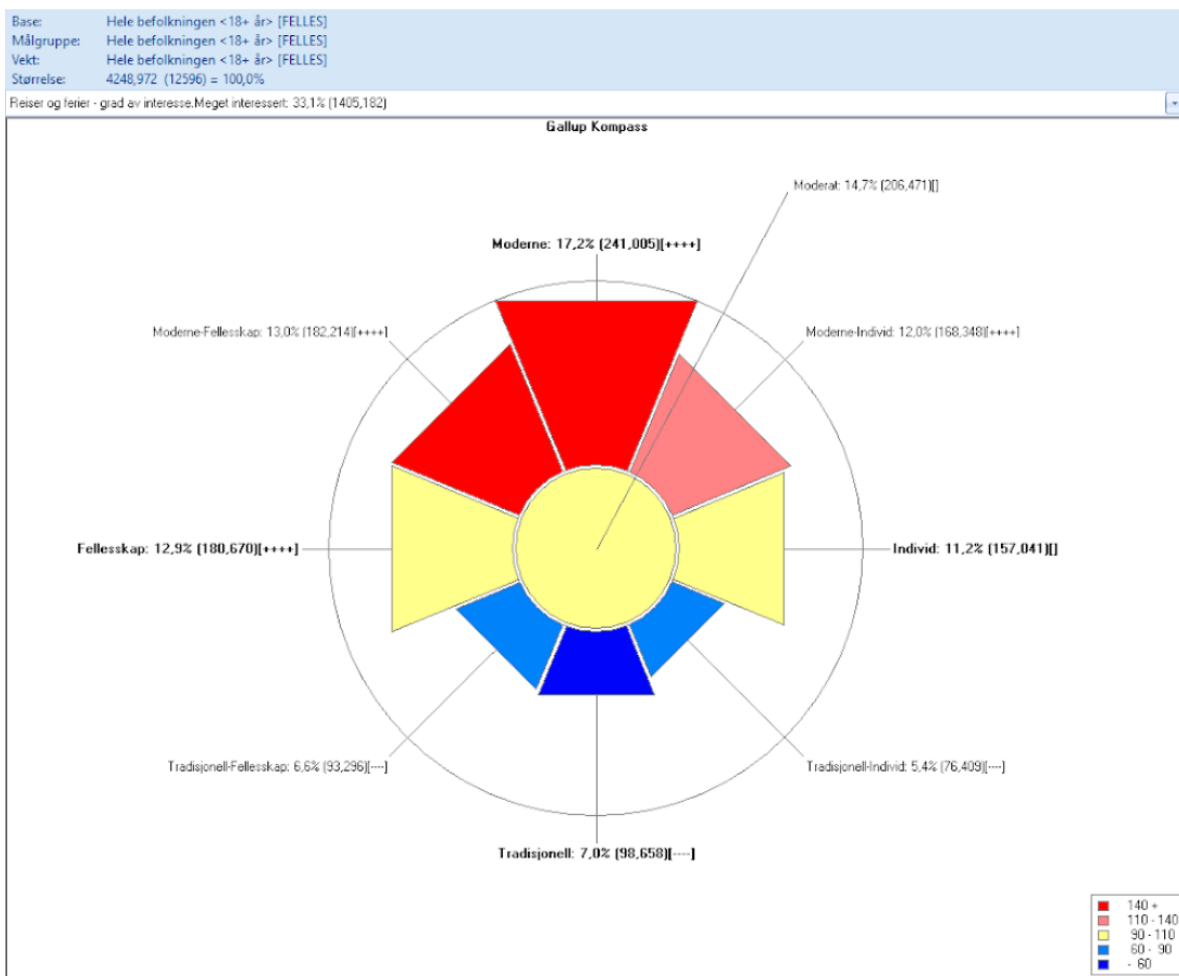 Base: Hele befolkningen <18+ år> [FELLES]
Målgruppe: Hele befolkningen <18+ år> [FELLES]
Vekt: Hele befolkningen <18+ år> [FELLES]
Størrelse: 4248,972 (12596) = 100,0%
Reiser og ferier - grad av interesse.Meget interessert: 33,1% (1405,182)
Gallup Kompass
Moderat: 14,7% (206,471)[]
Moderne: 17,2% (241,005)[++++]
Moderne-Fellesskap: 13,0% (182,214)[++++]
Moderne-Individ: 12,0% (168,348)[++++]
Fellesskap: 12,9% (180,670)[++++]
Individ: 11,2% (157,041)[]
Tradisjonell-Fellesskap: 6,6% (93,296)[----]
Tradisjonell-Individ: 5,4% (76,409)[----]
Tradisjonell: 7,0% (98,658)[----]
140 +
110 - 140
90 - 110
60 - 90
- 60